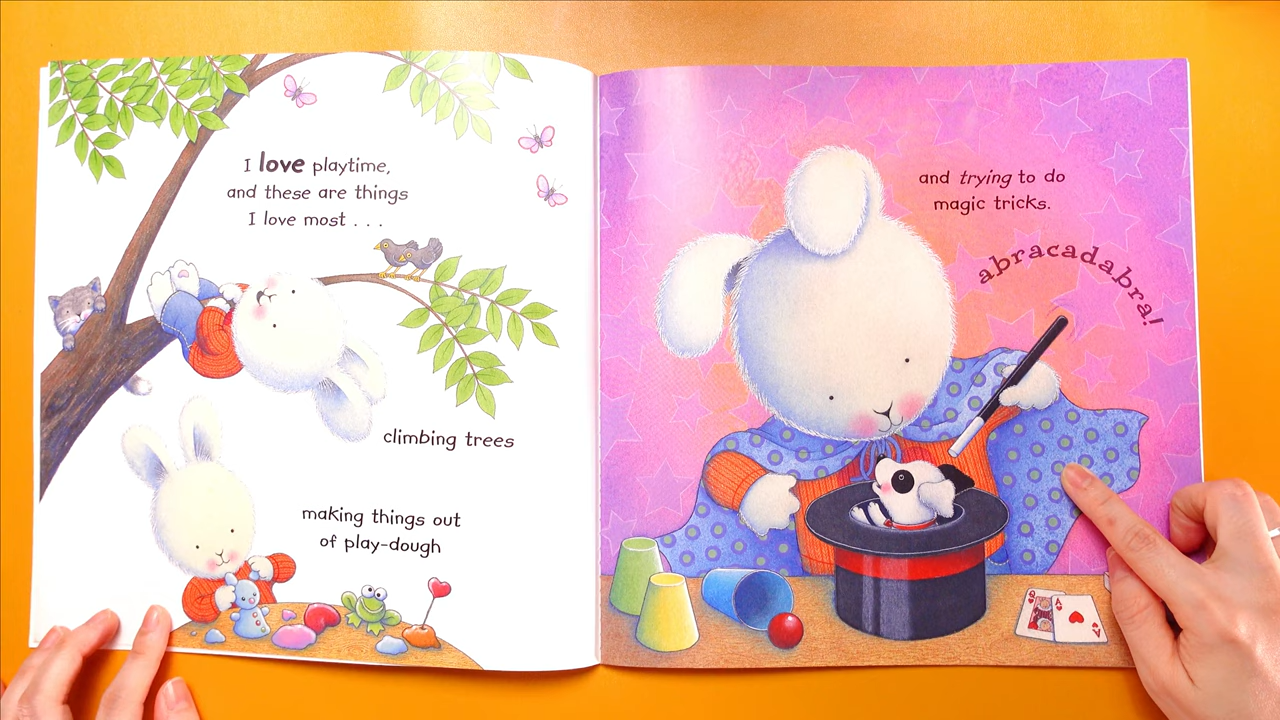 I love playtime,
and these are things
I love most . . .
climbing trees
making things out
of play-dough
and trying to do
magic tricks.
abracadabra!
Q
A
A